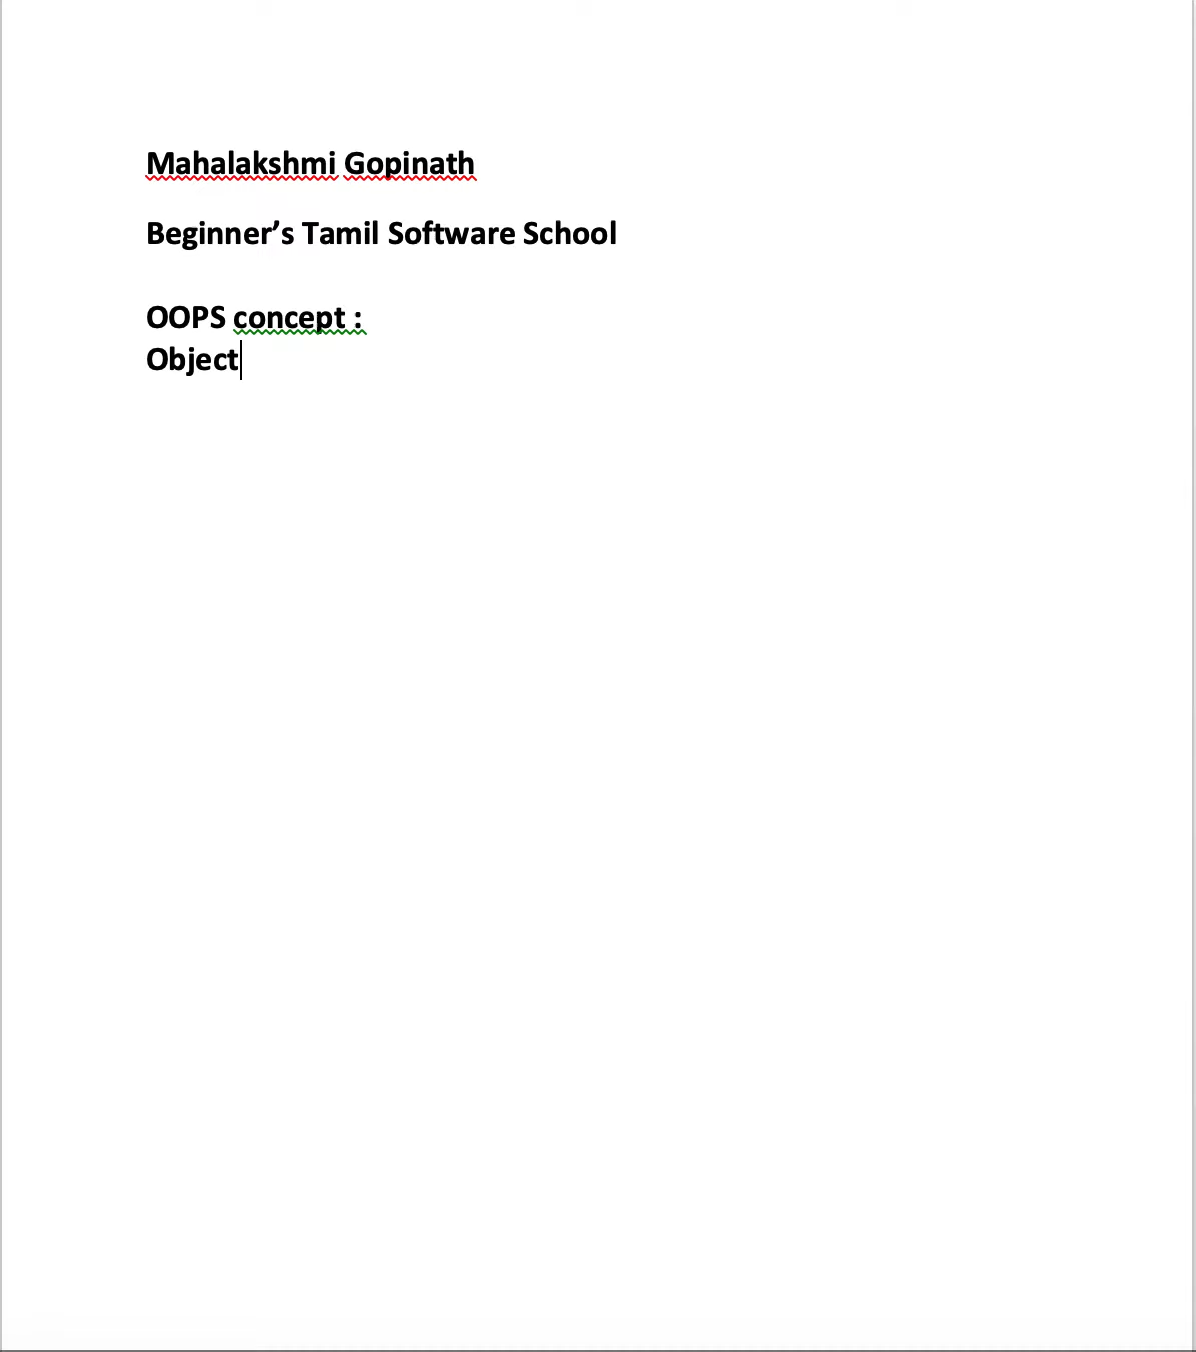 Mahalakshmi Gopinath
Beginner’s Tamil Software School
OOPS concept :
Object